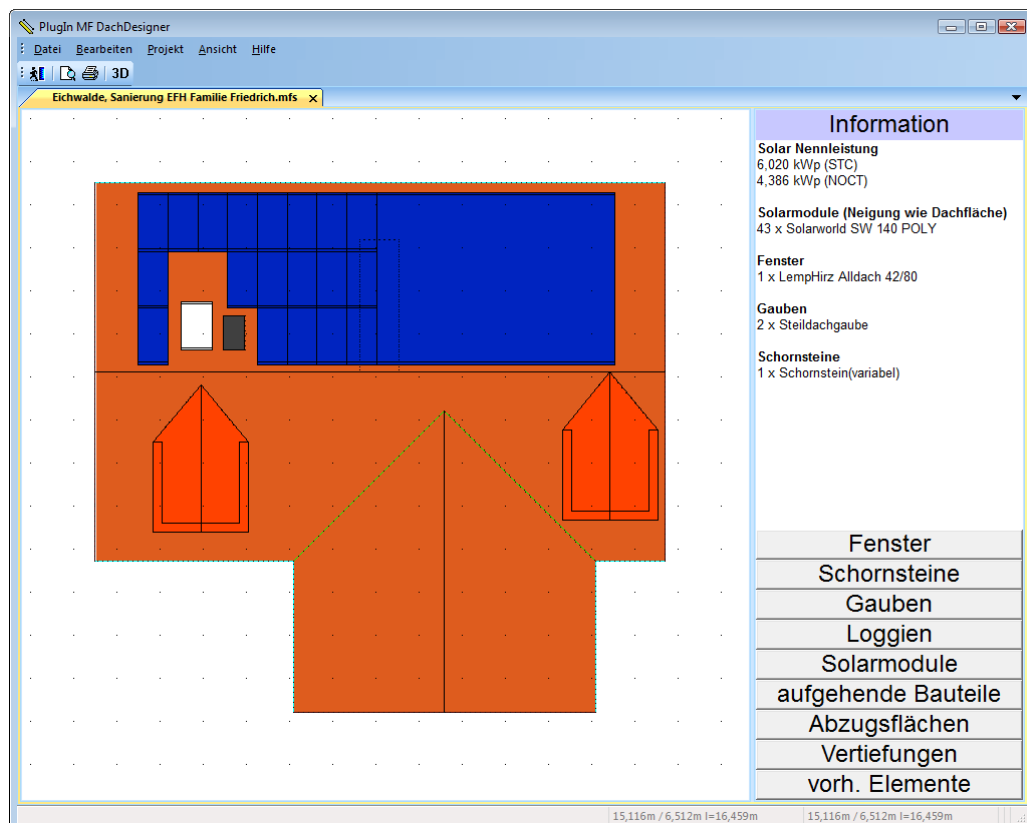 PlugIn MF DachDesigner
Datei Bearbeiten Projekt Ansicht Hilfe
3D
Eichwalde, Sanierung EFH Familie Friedrich.mfs x
Information
Solar Nennleistung
6,020 kWp (STC)
4,386 kWp (NOCT)
Solarmodule (Neigung wie Dachfläche)
43 x Solarworld SW 140 POLY
Fenster
1 x LempHirz Alldach 42/80
Gauben
2 x Steildachgaube
Schornsteine
1 x Schornstein(variabel)
Fenster
Schornsteine
Gauben
Loggien
Solarmodule
aufgehende Bauteile
Abzugsflächen
Vertiefungen
vorh. Elemente
15,116m / 6,512m l=16,459m 15,116m / 6,512m l=16,459m